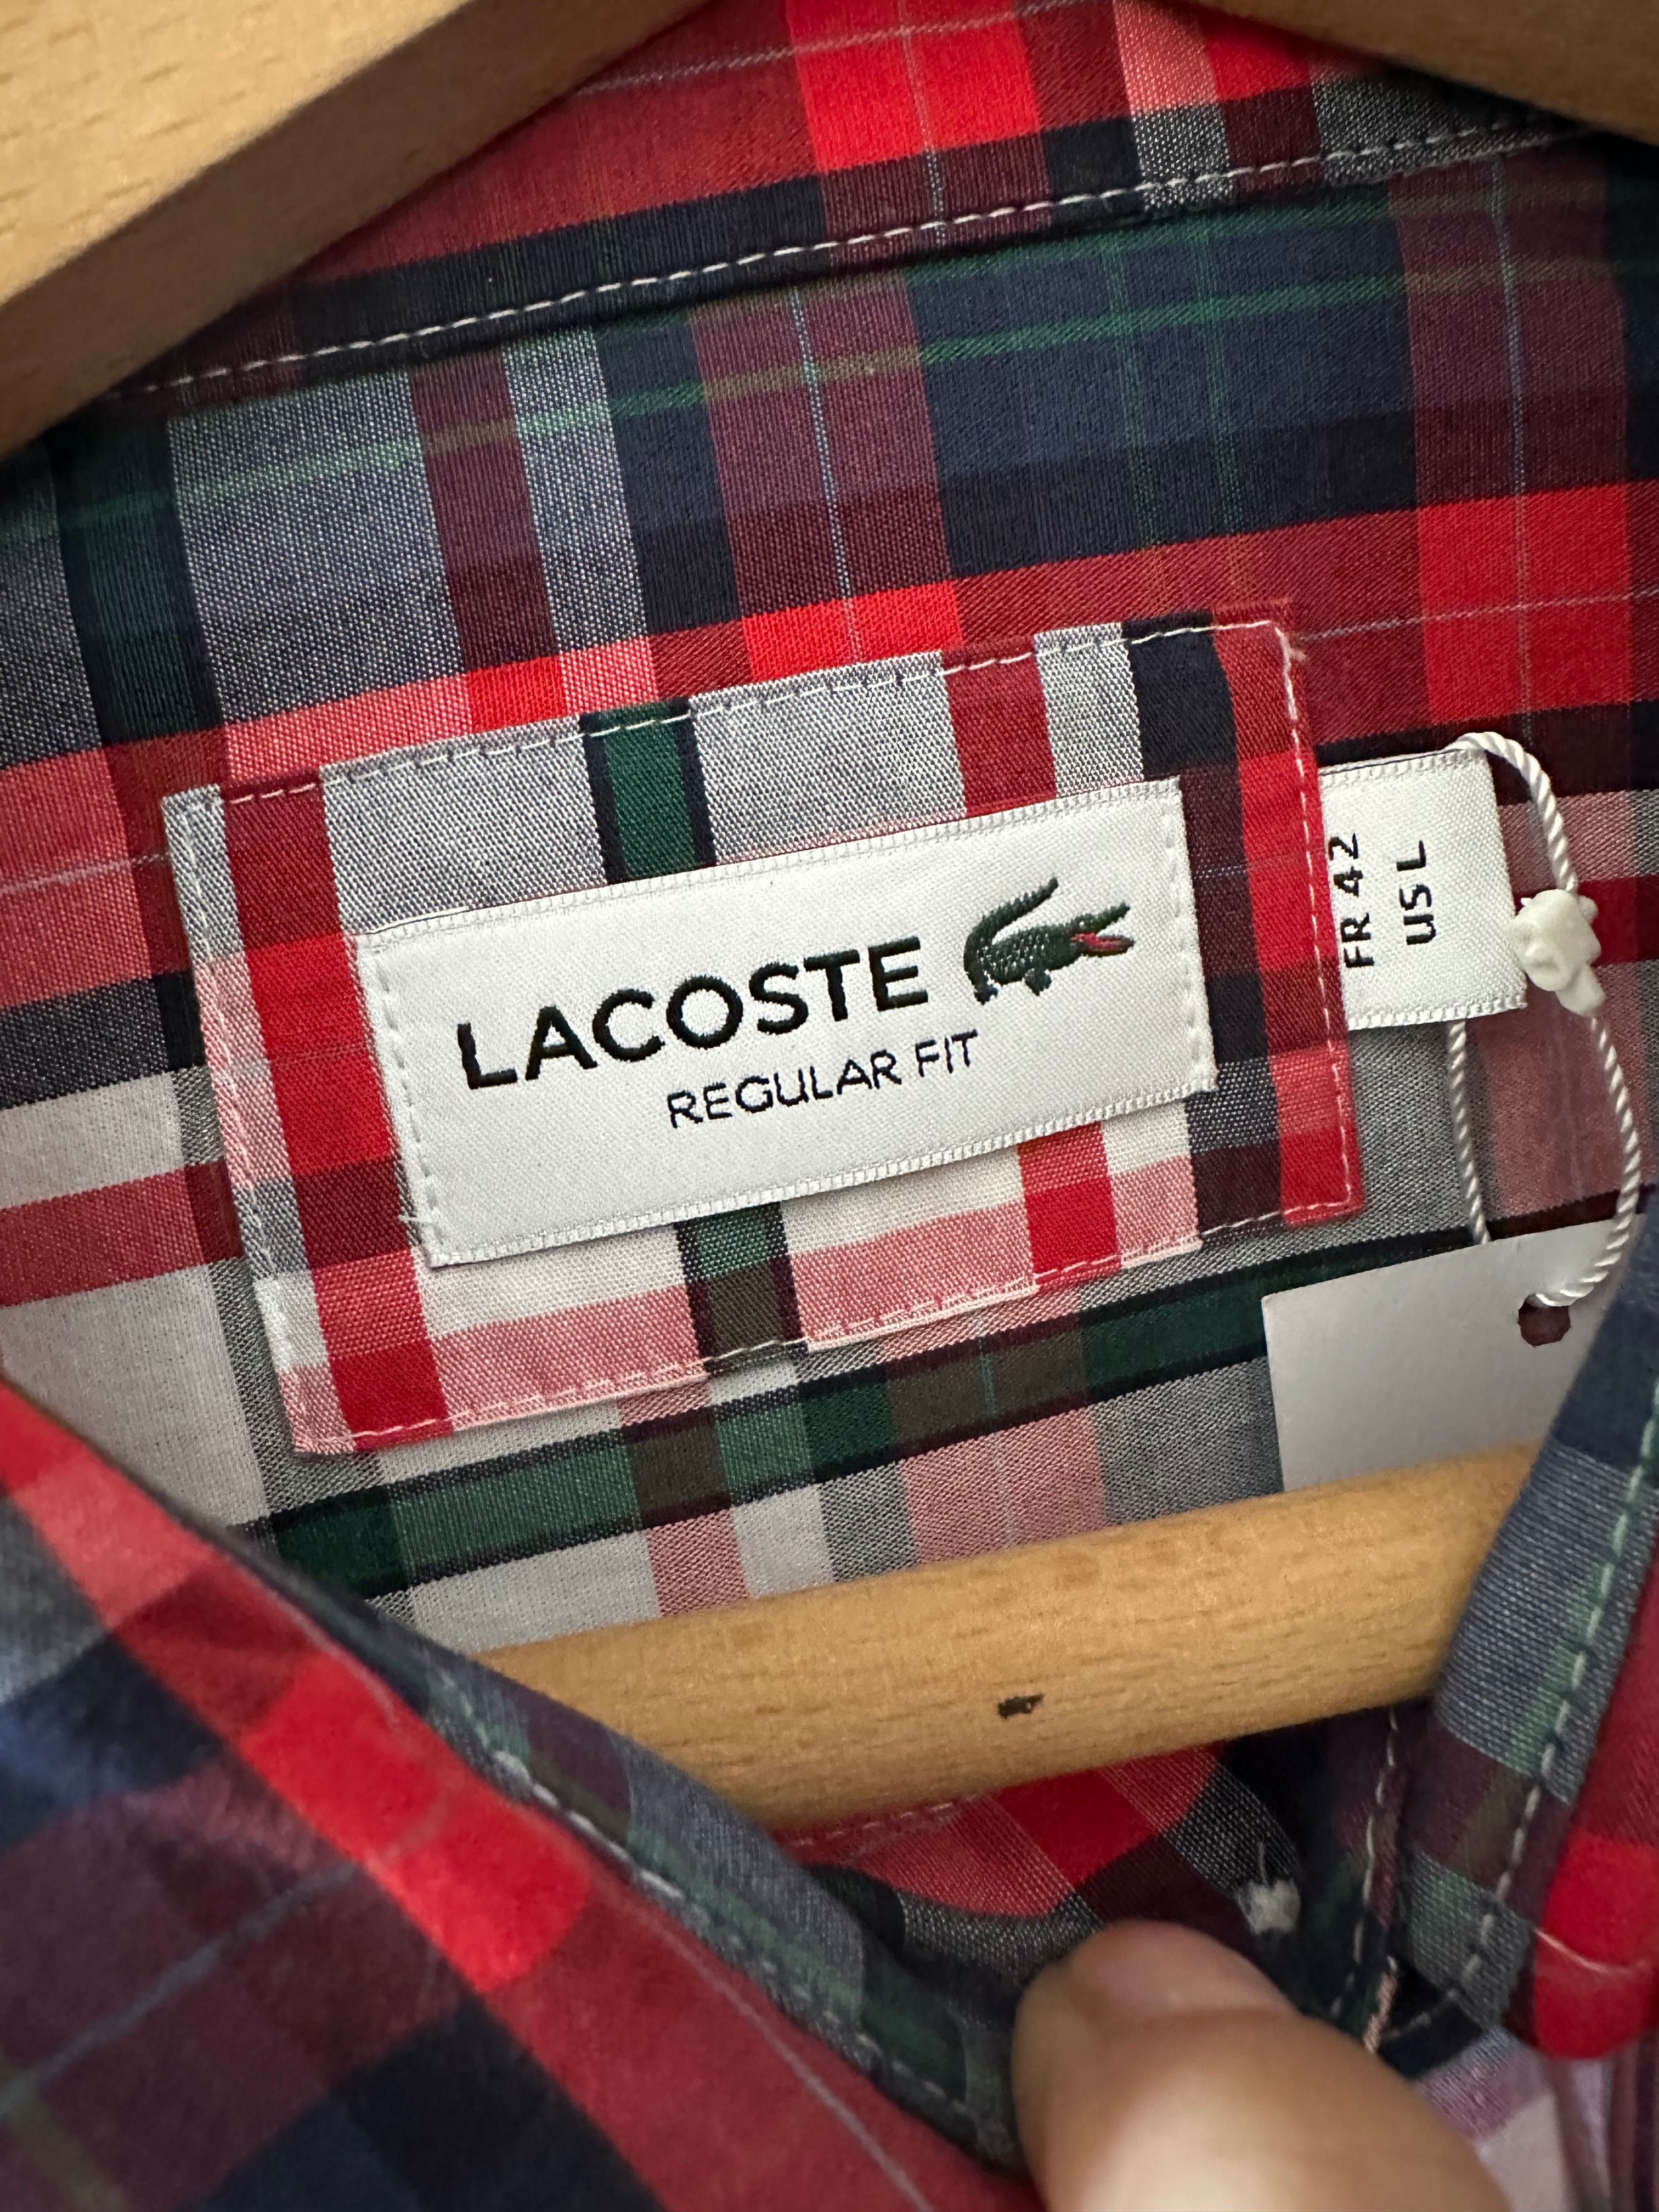 LACOSTE
REGULAR FIT
FR 42
US L